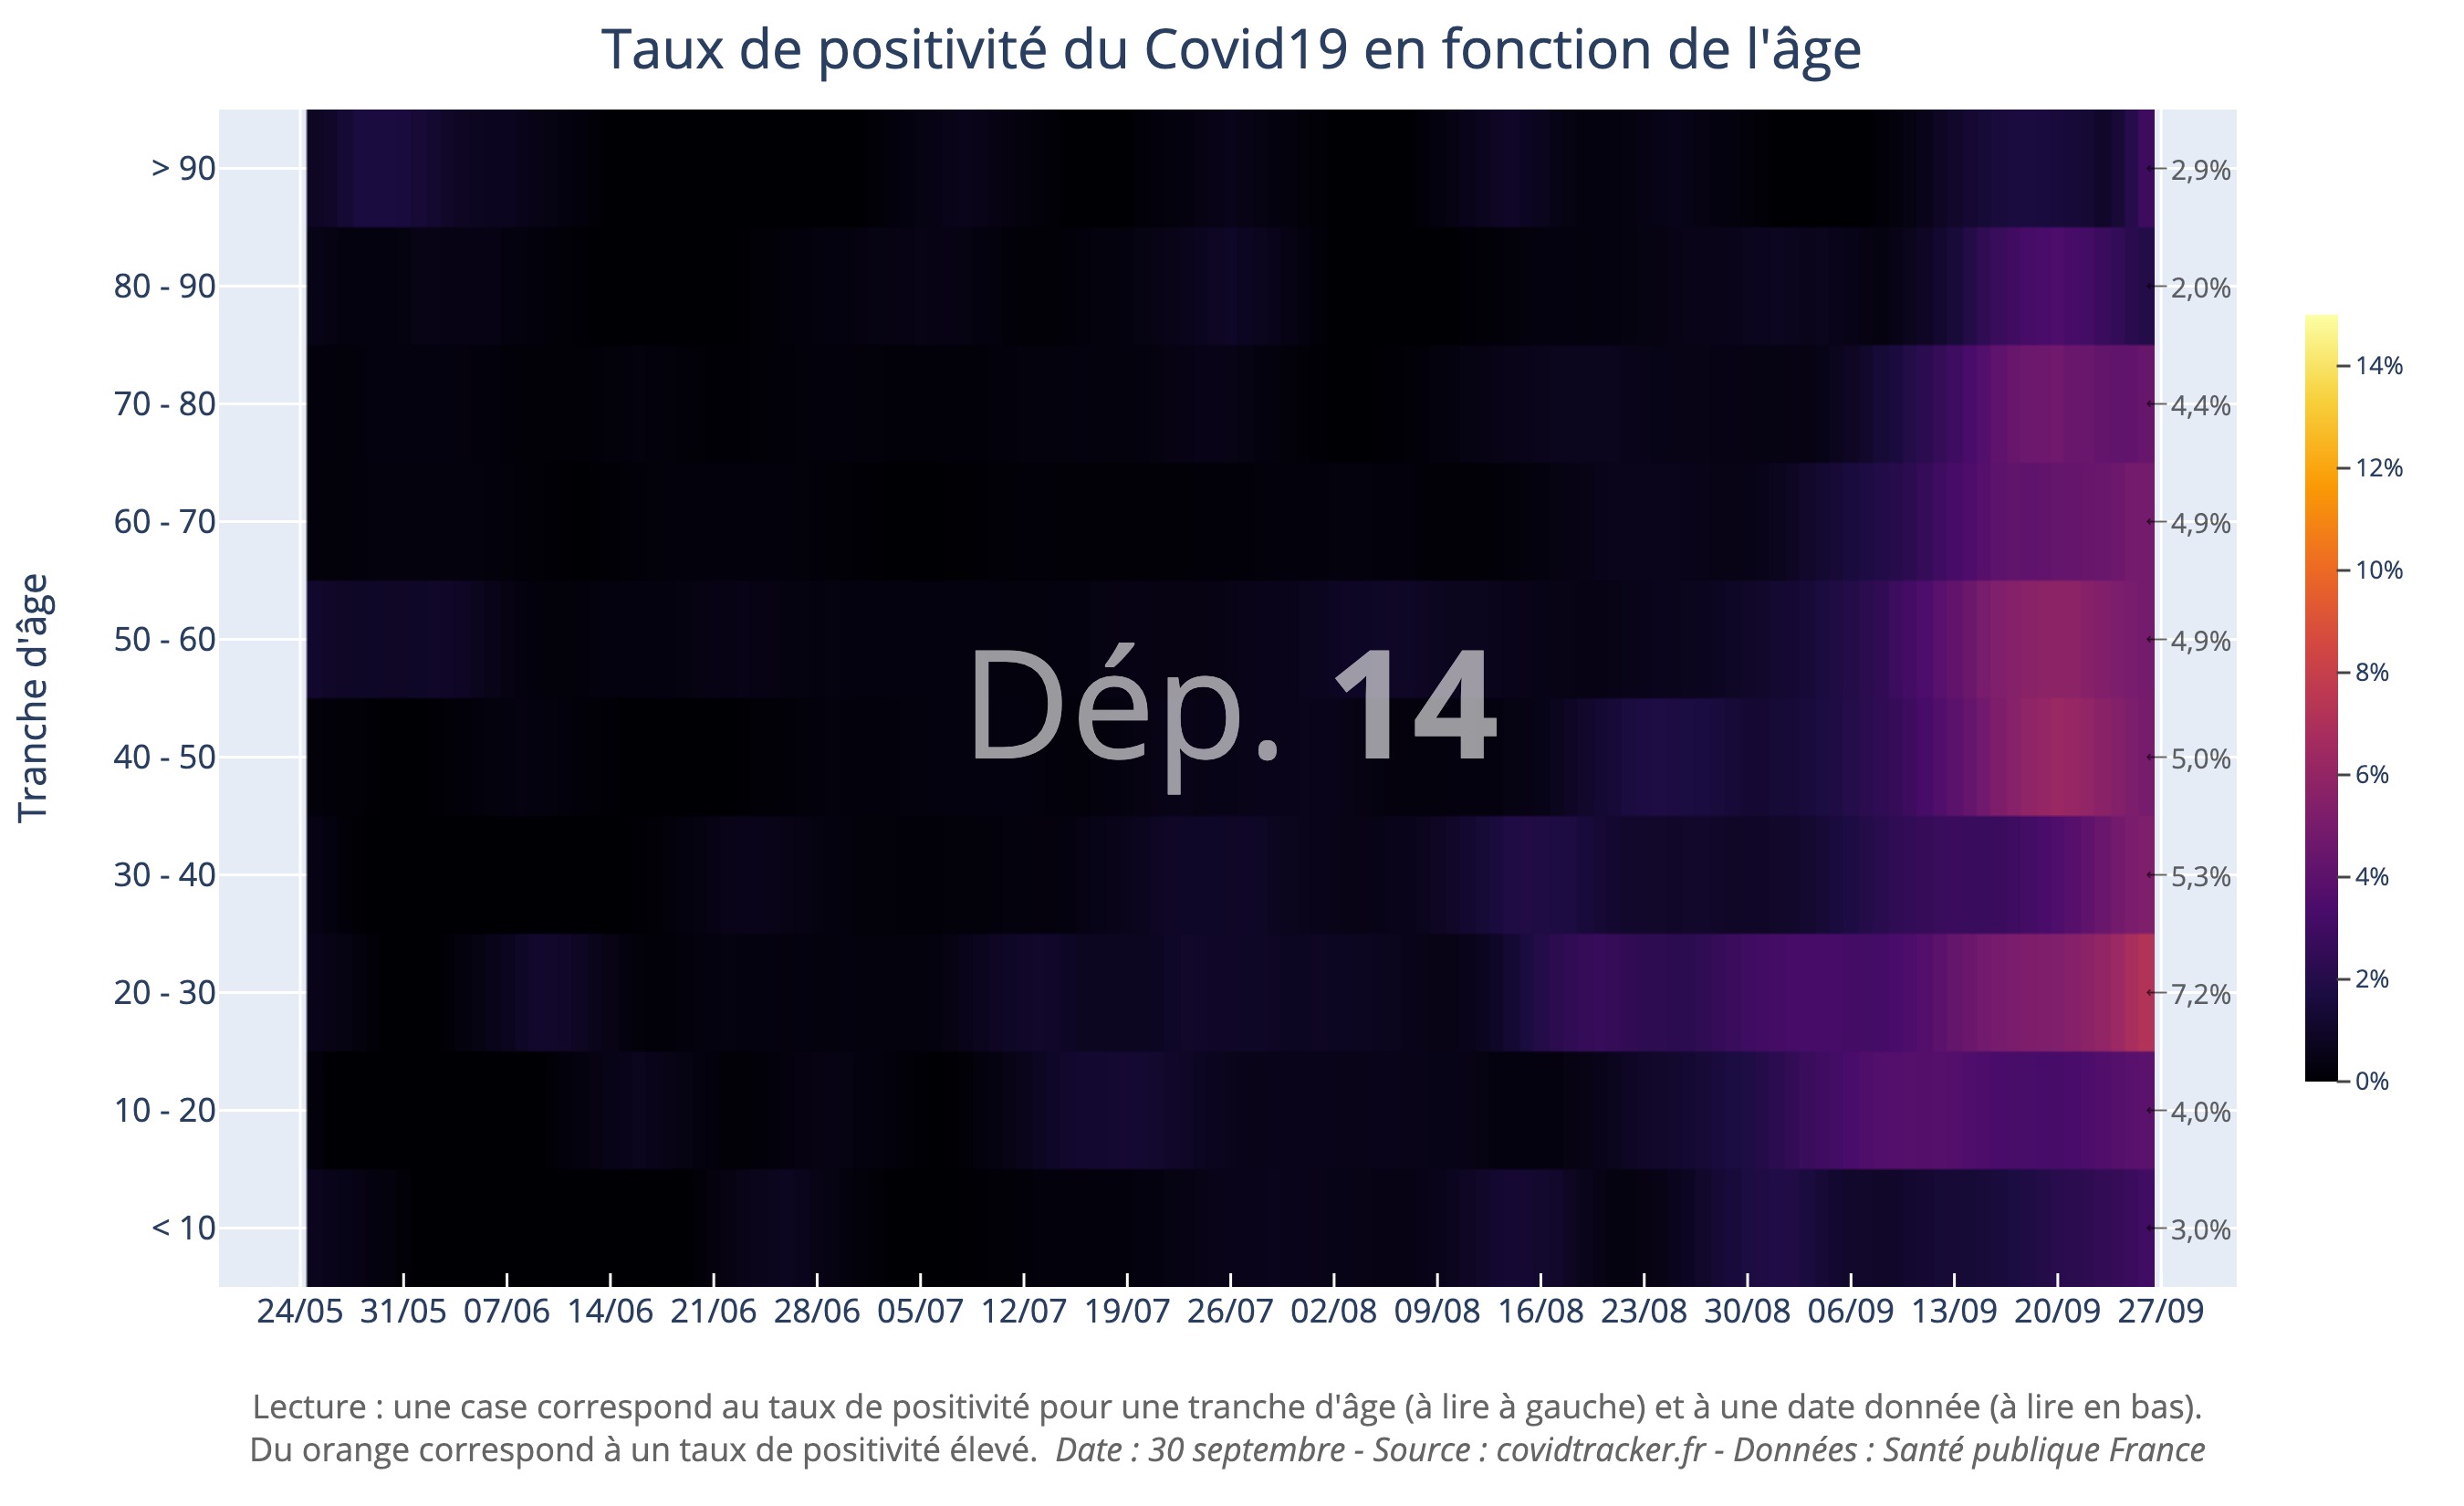 Taux de positivité du Covid19 en fonction de l'âge
Tranche d'âge
> 90
80 - 90
70 - 80
60 - 70
50 - 60
40 - 50
30 - 40
20 - 30
10 - 20
< 10
Dép. 14
2,9%
2,0%
4,4%
4,9%
4,9%
5,0%
5,3%
7,2%
4,0%
3,0%
14%
12%
10%
8%
6%
4%
2%
0%
24/05 31/05 07/06 14/06 21/06 28/06 05/07 12/07 19/07 26/07 02/08 09/08 16/08 23/08 30/08 06/09 13/09 20/09 27/09
Lecture : une case correspond au taux de positivité pour une tranche d'âge (à lire à gauche) et à une date donnée (à lire en bas).
Du orange correspond à un taux de positivité élevé. Date : 30 septembre - Source : covidtracker.fr - Données : Santé publique France